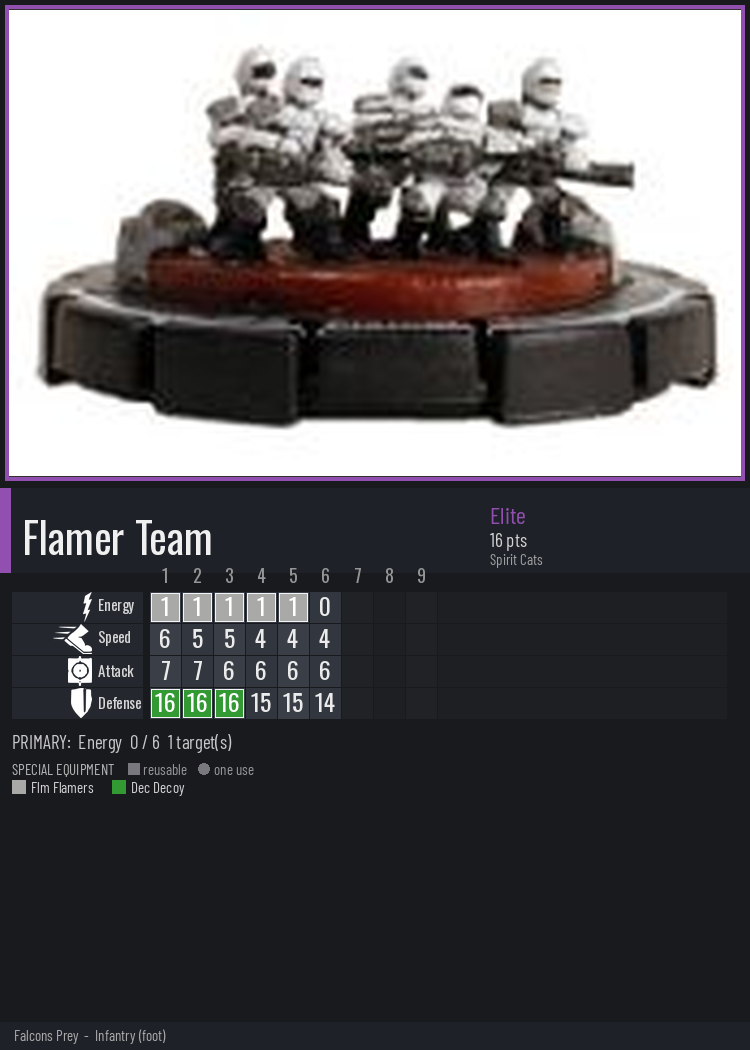 Flamer Team
Elite
16 pts
Spirit Cats
1 2 3 4 5 6 7 8 9
Energy 1 1 1 1 1 0
Speed 6 5 5 4 4 4
Attack 7 7 6 6 6 6
Defense 16 16 16 15 15 14
PRIMARY: Energy 0 / 6 1 target(s)
SPECIAL EQUIPMENT reusable one use
Flm Flamers Dec Decoy
Falcons Prey - Infantry (foot)